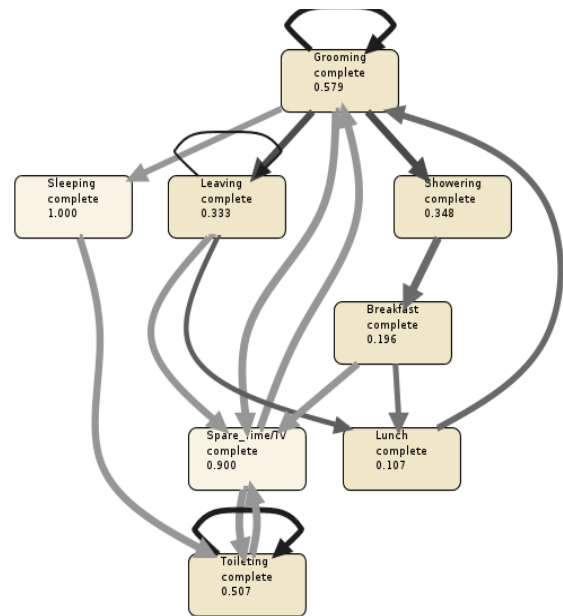 Grooming
complete
0.579
Sleeping
complete
1.000
Leaving
complete
0.333
Showering
complete
0.348
Breakfast
complete
0.196
Spare_Time/TV
complete
0.900
Lunch
complete
0.107
Toileting
complete
0.507